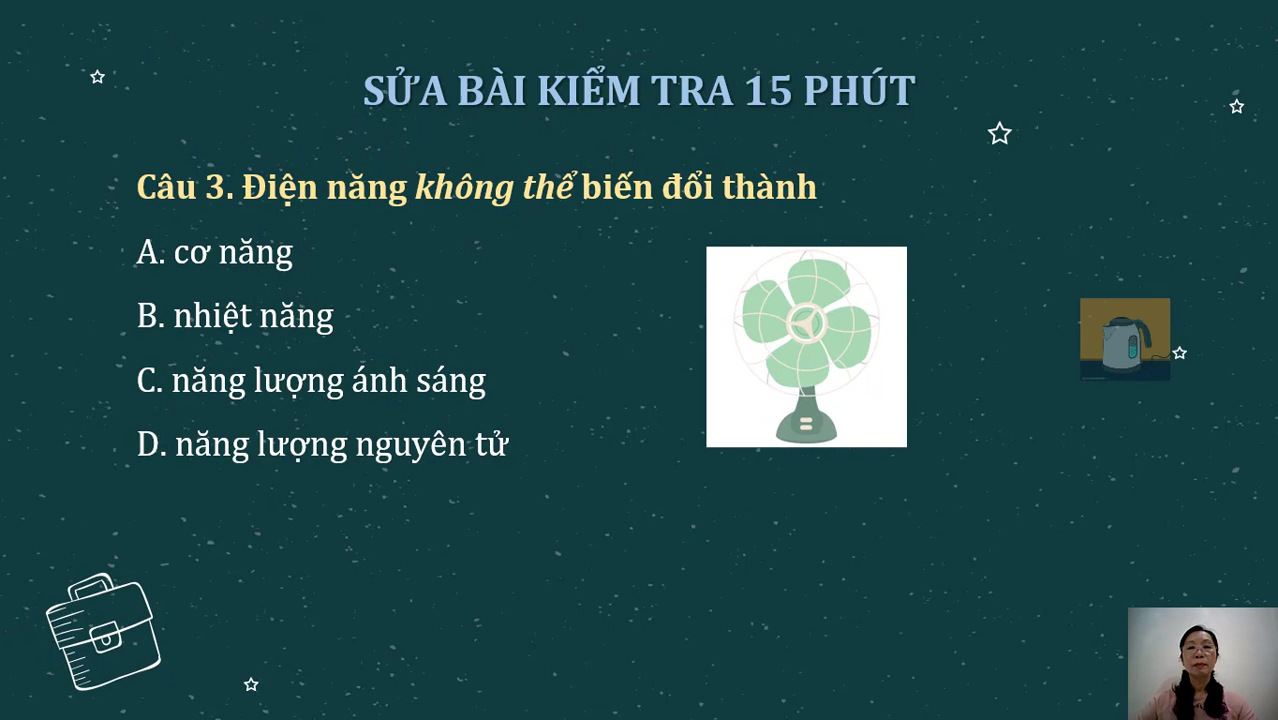 SỬA BÀI KIỂM TRA 15 PHÚT
Câu 3. Điện năng không thể biến đổi thành
A. cơ năng
B. nhiệt năng
C. năng lượng ánh sáng
D. năng lượng nguyên tử